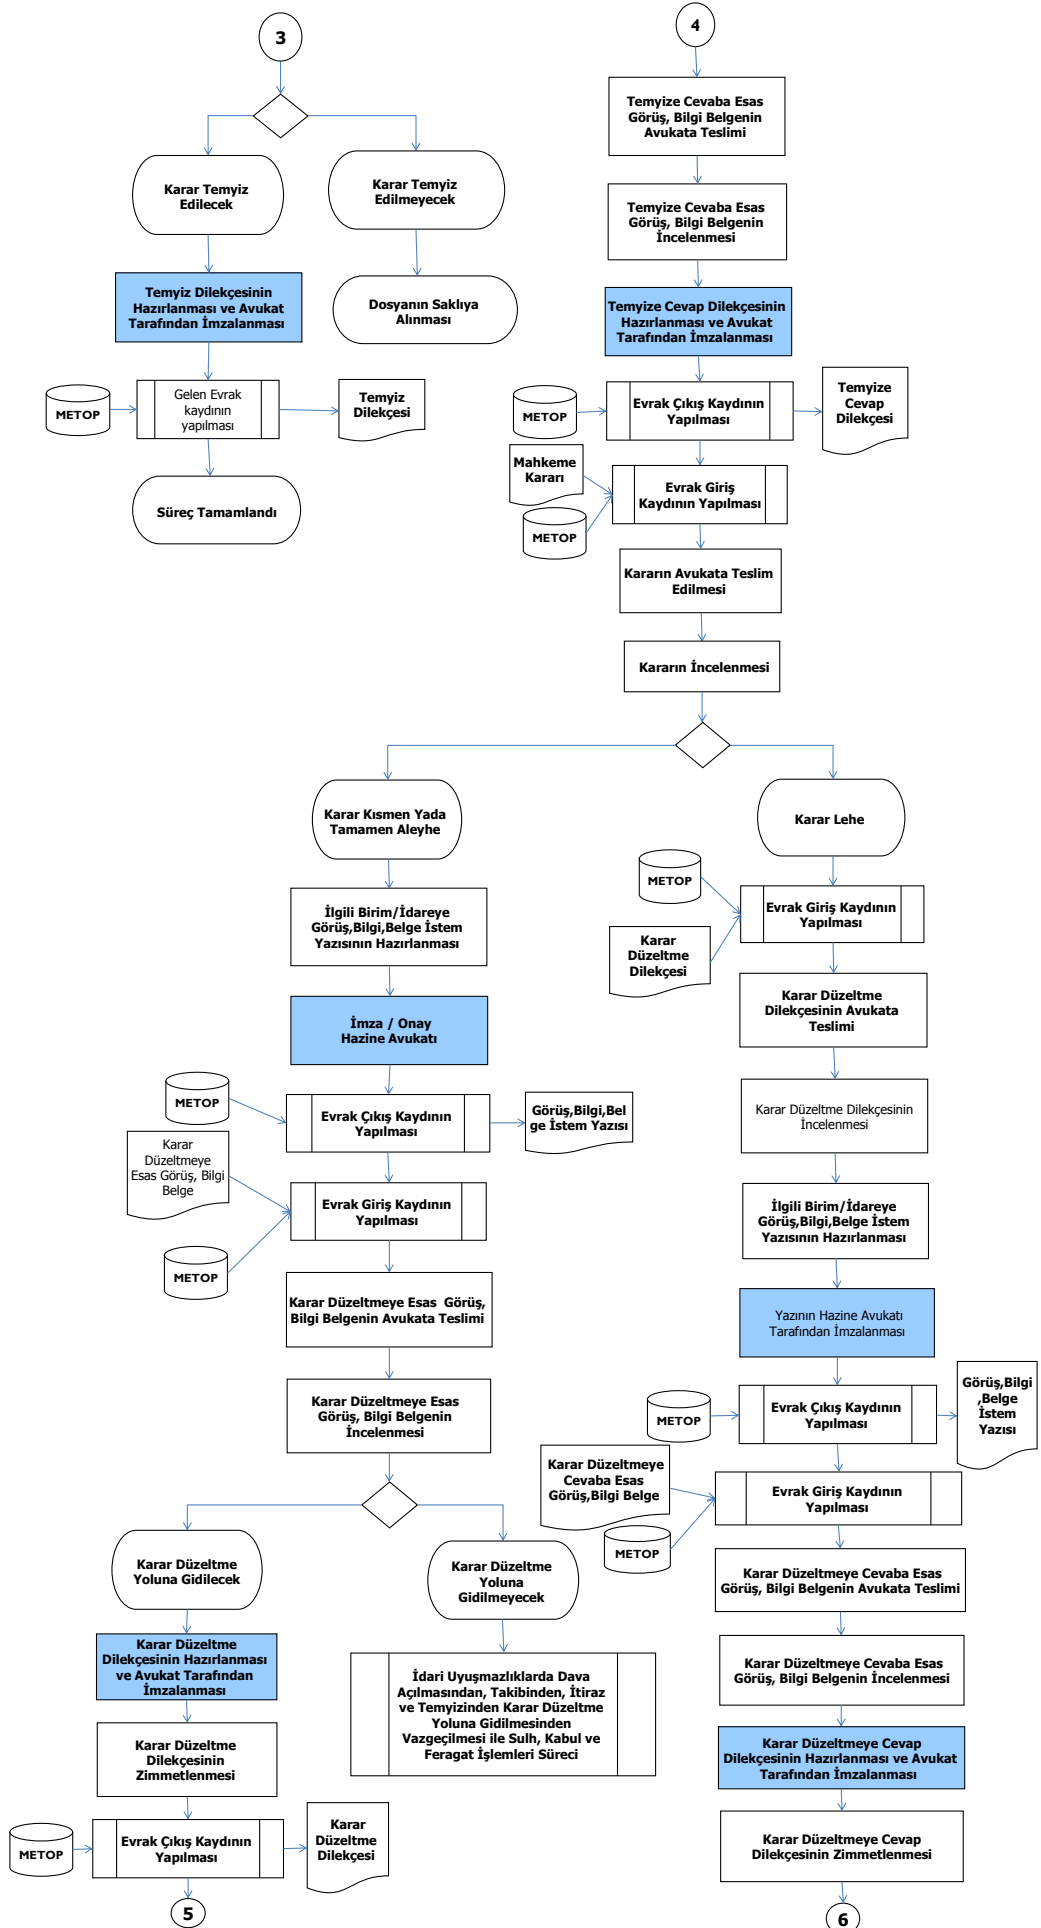 3
Karar Temyiz
Edilecek
Karar Temyiz
Edilmeyecek
Temyiz Dilekçesinin
Hazırlanması ve Avukat
Tarafından İmzalanması
Dosyanın Saklıya
Alınması
METOP
Gelen Evrak
kaydının
yapılması
Temyiz
Dilekçesi
Süreç Tamamlandı
4
Temyize Cevaba Esas
Görüş, Bilgi Belgenin
Avukata Teslimi
Temyize Cevaba Esas
Görüş, Bilgi Belgenin
İncelenmesi
Temyize Cevap Dilekçesinin
Hazırlanması ve Avukat
Tarafından İmzalanması
METOP
Evrak Çıkış Kaydının
Yapılması
Temyize
Cevap
Dilekçesi
Mahkeme
Kararı
METOP
Evrak Giriş
Kaydının Yapılması
Kararın Avukata Teslim
Edilmesi
Kararın İncelenmesi
Karar Kısmen Yada
Tamamen Aleyhe
İlgili Birim/İdareye
Görüş,Bilgi,Belge İstem
Yazısının Hazırlanması
İmza / Onay
Hazine Avukatı
METOP
Evrak Çıkış Kaydının
Yapılması
Görüş,Bilgi,Bel
ge İstem Yazısı
Karar
Düzeltmeye
Esas Görüş, Bilgi
Belge
METOP
Evrak Giriş Kaydının
Yapılması
Karar Düzeltmeye Esas  Görüş,
Bilgi Belgenin Avukata Teslimi
Karar Düzeltmeye Esas
Görüş, Bilgi Belgenin
İncelenmesi
Karar Düzeltme
Yoluna Gidilecek
Karar Düzeltme
Yoluna
Gidilmeyecek
Karar Düzeltme
Dilekçesinin Hazırlanması
ve Avukat Tarafından
İmzalanması
İdari Uyuşmazlıklarda Dava
Açılmasından, Takibinden, İtiraz
ve Temyizinden Karar Düzeltme
Yoluna Gidilmesinden
Vazgeçilmesi ile Sulh, Kabul ve
Feragat İşlemleri Süreci
Karar Düzeltme
Dilekçesinin
Zimmetlenmesi
METOP
Evrak Çıkış Kaydının
Yapılması
Karar
Düzeltme
Dilekçesi
5
Karar Lehe
METOP
Evrak Giriş Kaydının
Yapılması
Karar
Düzeltme
Dilekçesi
Karar Düzeltme
Dilekçesinin Avukata
Teslimi
Karar Düzeltme Dilekçesinin
İncelenmesi
İlgili Birim/İdareye
Görüş,Bilgi,Belge İstem
Yazısının Hazırlanması
Yazının Hazine Avukatı
Tarafından İmzalanması
METOP
Evrak Çıkış Kaydının
Yapılması
Görüş,Bilgi
,Belge
İstem
Yazısı
Karar Düzeltmeye
Cevaba Esas
Görüş,Bilgi Belge
METOP
Evrak Giriş Kaydının
Yapılması
Karar Düzeltmeye Cevaba Esas
Görüş, Bilgi Belgenin Avukata Teslimi
Karar Düzeltmeye Cevaba Esas
Görüş, Bilgi Belgenin İncelenmesi
Karar Düzeltmeye Cevap
Dilekçesinin Hazırlanması ve Avukat
Tarafından İmzalanması
Karar Düzeltmeye Cevap
Dilekçesinin Zimmetlenmesi
6